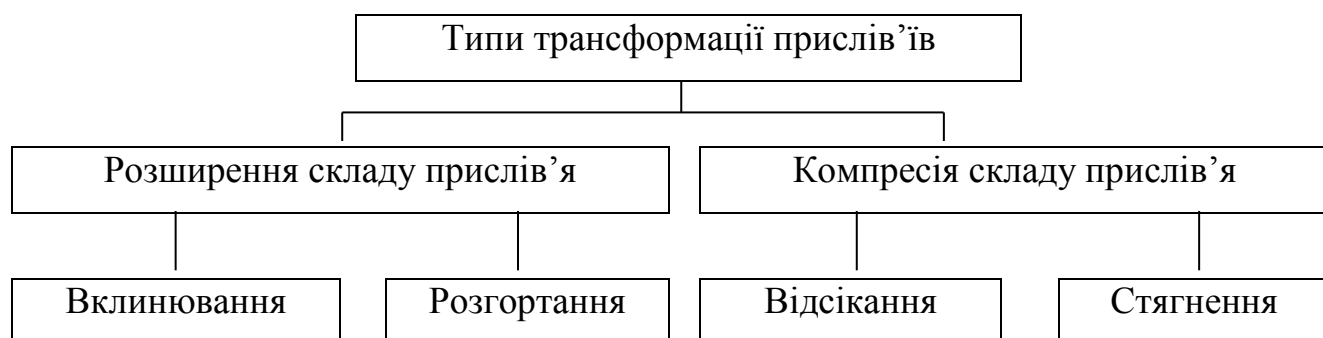 Типи трансформації прислів’їв
Розширення складу прислів’я
Компресія складу прислів’я
Вклинювання
Розгортання
Відсікання
Стягнення